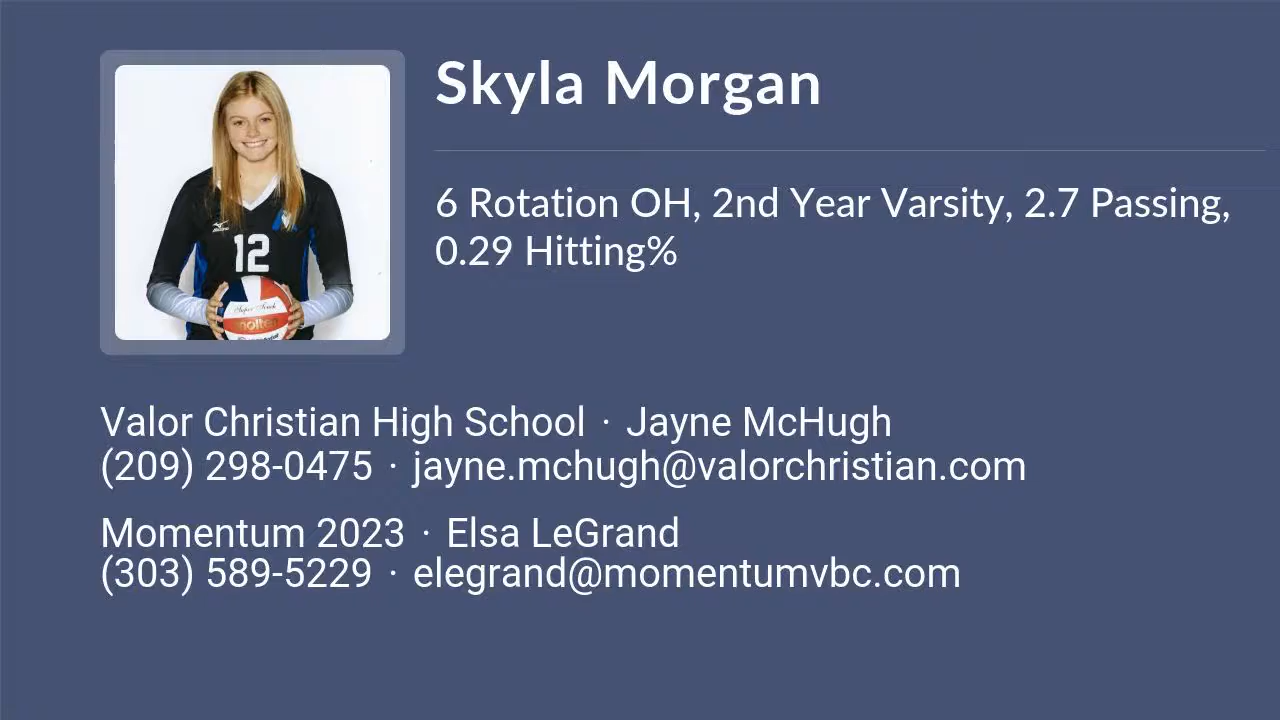 Skyla Morgan
6 Rotation OH, 2nd Year Varsity, 2.7 Passing,
0.29 Hitting%
12
Super Touch
molten
Valor Christian High School · Jayne McHugh
(209) 298-0475 · jayne.mchugh@valorchristian.com
Momentum 2023 · Elsa LeGrand
(303) 589-5229 · elegrand@momentumvbc.com